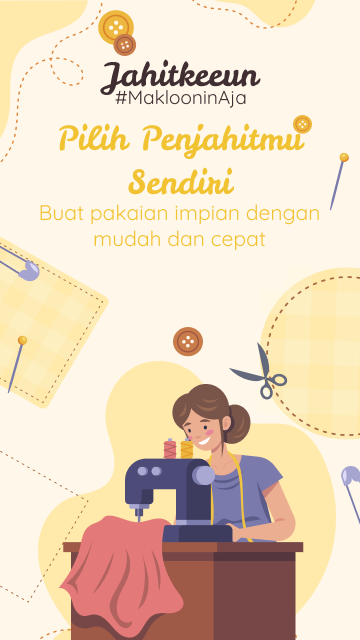 Jahitkeeun
#MaklooninAja
Pilih Penjahitmu
Sendiri
Buat pakaian impian dengan
mudah dan cepat